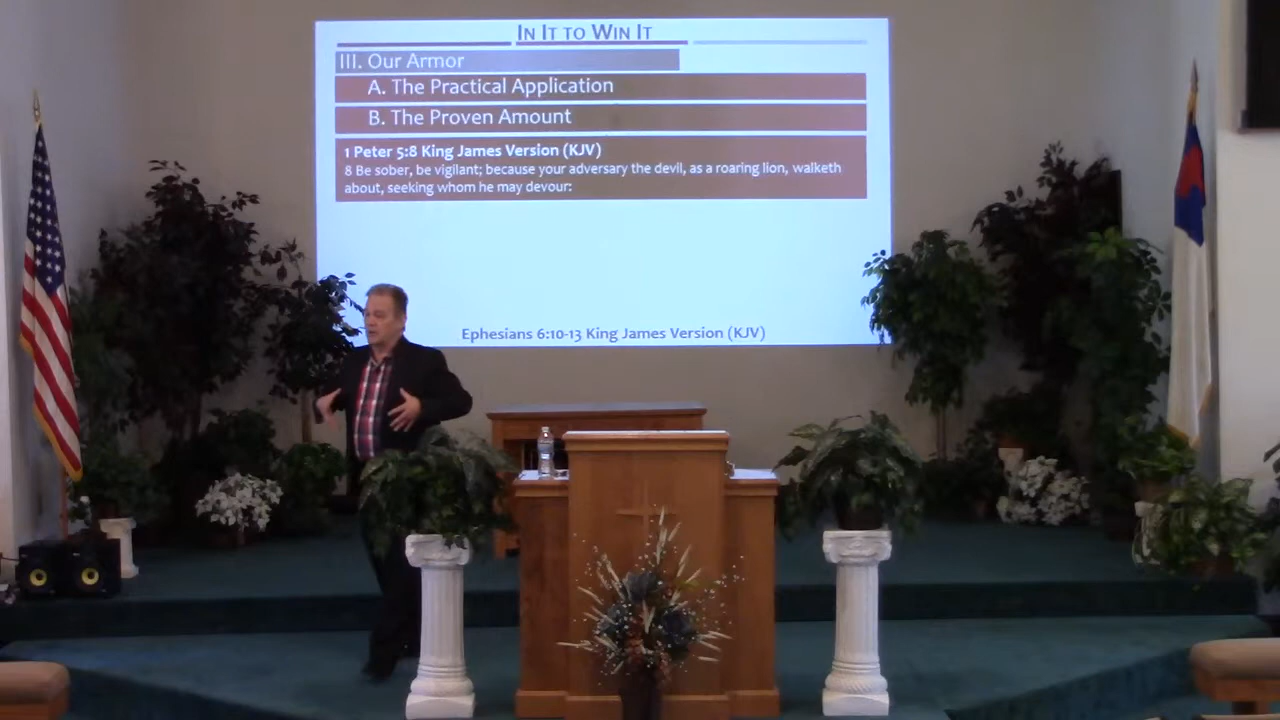 In It to Win It
III. Our Armor
A. The Practical Application
B. The Proven Amount
1 Peter 5:8 King James Version (KJV)
8 Be sober, be vigilant; because your adversary the devil, as a roaring lion, walketh
about, seeking whom he may devour:
Ephesians 6:10-13 King James Version (KJV)